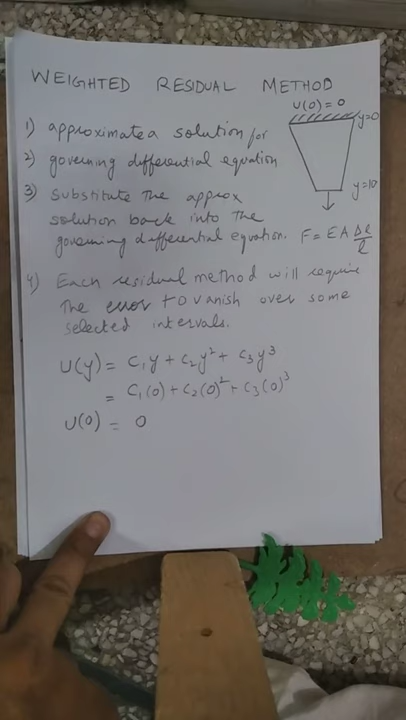 WEIGHTED RESIDUAL METHOD
U(0) = 0
y=0
1) approximate a solution for
2) governing differential equation
y=10
3) substitute the approx
solution back into the
governing differential equation. F = EA Δl/l
4) Each residual method will require
the error to vanish over some
selected intervals.
U(y) = C₁y + C₂y² + C₃y³
= C₁(0) + C₂(0)² + C₃(0)³
U(0) = 0